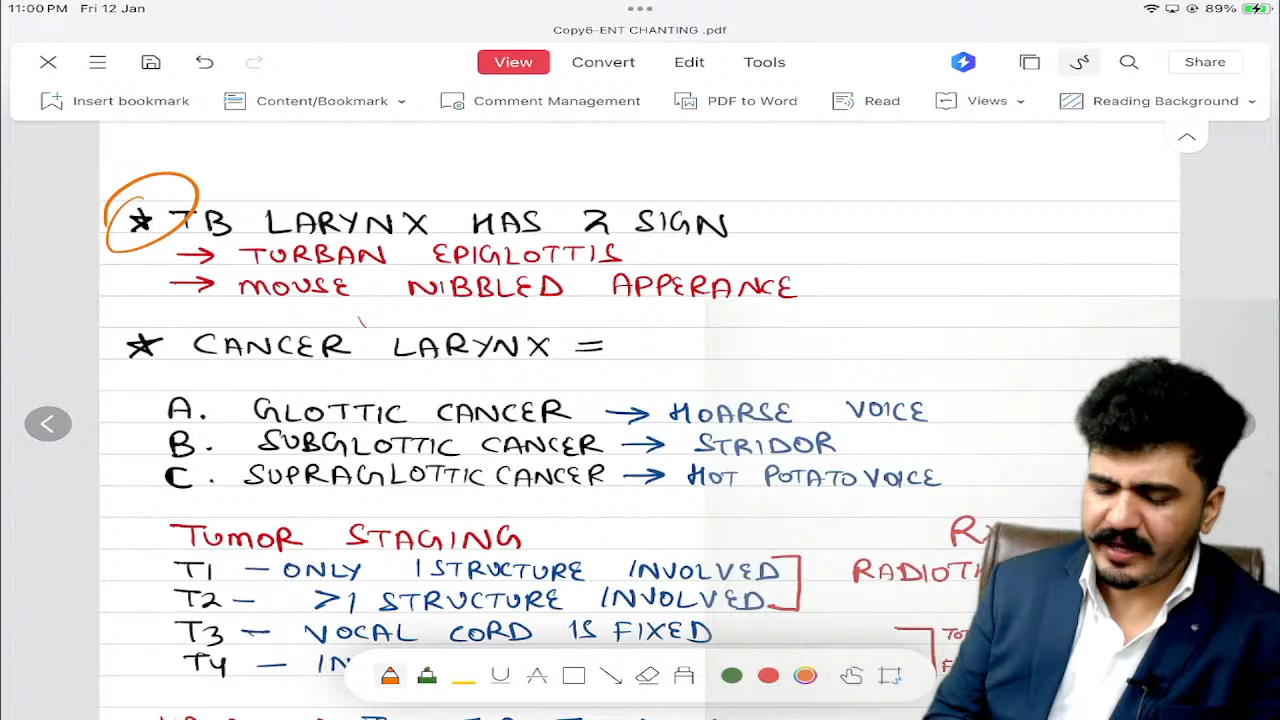 11:00 PM Fri 12 Jan
89%
Copy6-ENT CHANTING .pdf
View Convert Edit Tools Share
Insert bookmark Content/Bookmark Comment Management PDF to Word Read Views Reading Background
★ TB LARYNX HAS 2 SIGN
→ TURBAN EPIGLOTTIS
→ MOUSE NIBBLED APPERANCE
★ CANCER LARYNX =
A. GLOTTIC CANCER → HOARSE VOICE
B. SUBGLOTTIC CANCER → STRIDOR
C. SUPRAGLOTTIC CANCER → HOT POTATO VOICE
TUMOR STAGING
T1 - ONLY 1 STRUCTURE INVOLVED
T2 - >1 STRUCTURE INVOLVED
T3 - VOCAL CORD IS FIXED
T4 -